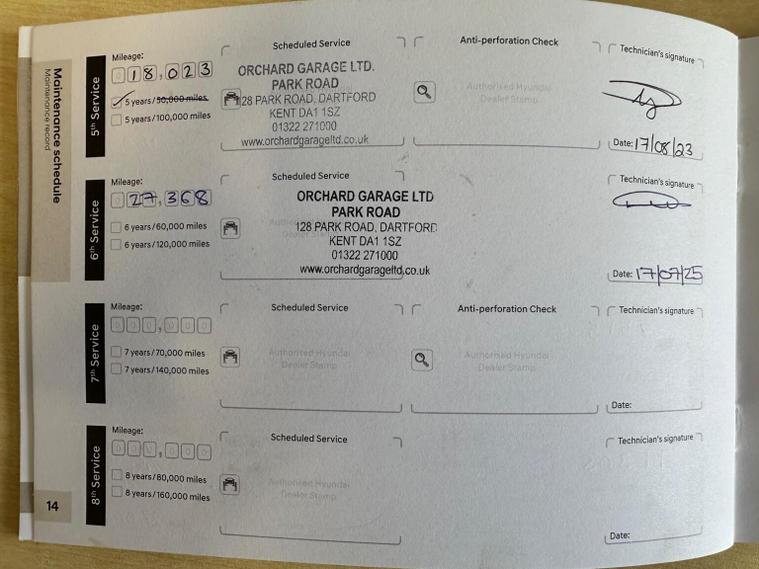 Maintenance schedule
Maintenance record
5th Service
Mileage:
018,023
5 years/50,000 miles
5 years/100,000 miles
Scheduled Service
ORCHARD GARAGE LTD.
PARK ROAD
128 PARK ROAD, DARTFORD
KENT DA1 1SZ
01322 271000
www.orchardgarageltd.co.uk
Anti-perforation Check
Authorised Hyundai
Dealer Stamp
Technician's signature
Date: 17/08/23
6th Service
Mileage:
027,368
6 years/60,000 miles
6 years/120,000 miles
Scheduled Service
ORCHARD GARAGE LTD
PARK ROAD
128 PARK ROAD, DARTFORD
KENT DA1 1SZ
01322 271000
www.orchardgarageltd.co.uk
Technician's signature
Date: 17/07/25
7th Service
Mileage:
000,000
7 years/70,000 miles
7 years/140,000 miles
Scheduled Service
Authorised Hyundai
Dealer Stamp
Anti-perforation Check
Authorised Hyundai
Dealer Stamp
Technician's signature
Date:
8th Service
Mileage:
000,000
8 years/80,000 miles
8 years/160,000 miles
Scheduled Service
Authorised Hyundai
Dealer Stamp
Technician's signature
Date:
14